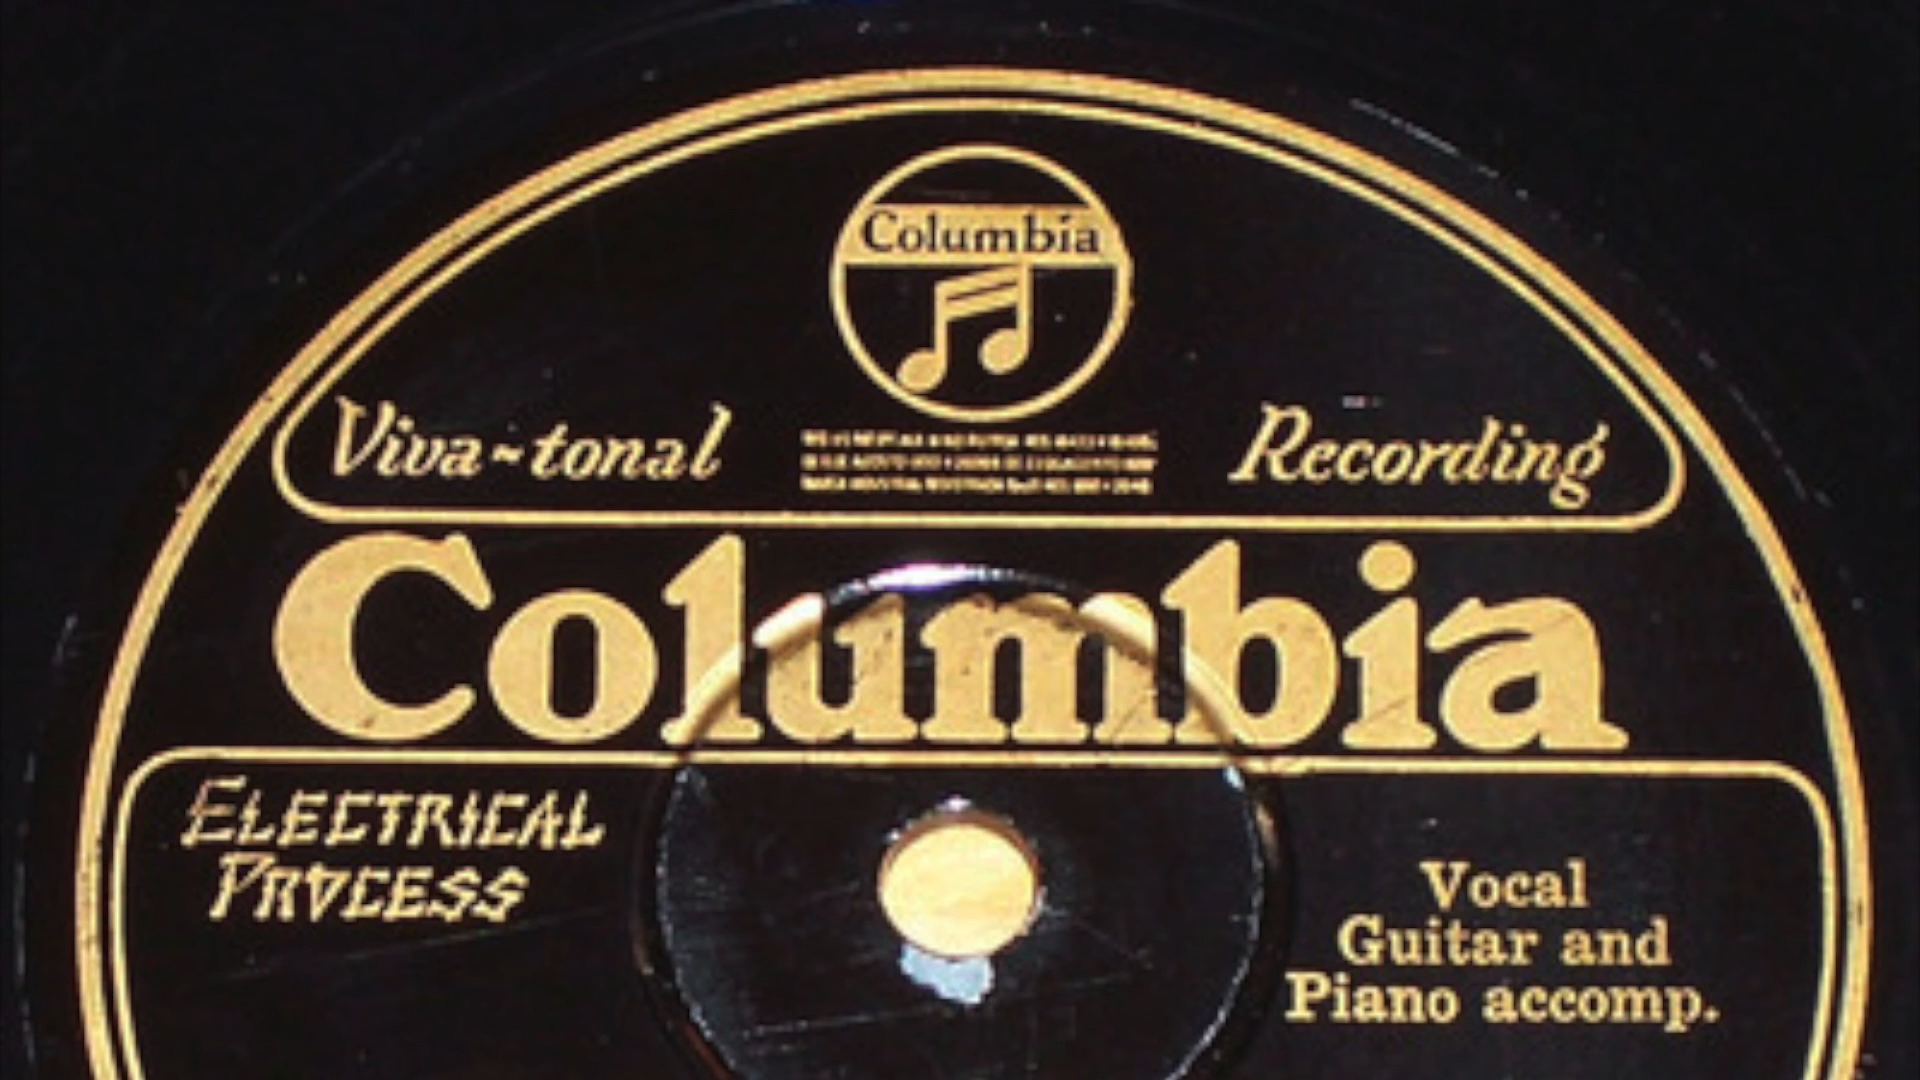 Columbia
Viva-tonal Recording
Columbia
ELECTRICAL
PROCESS
Vocal
Guitar and
Piano accomp.